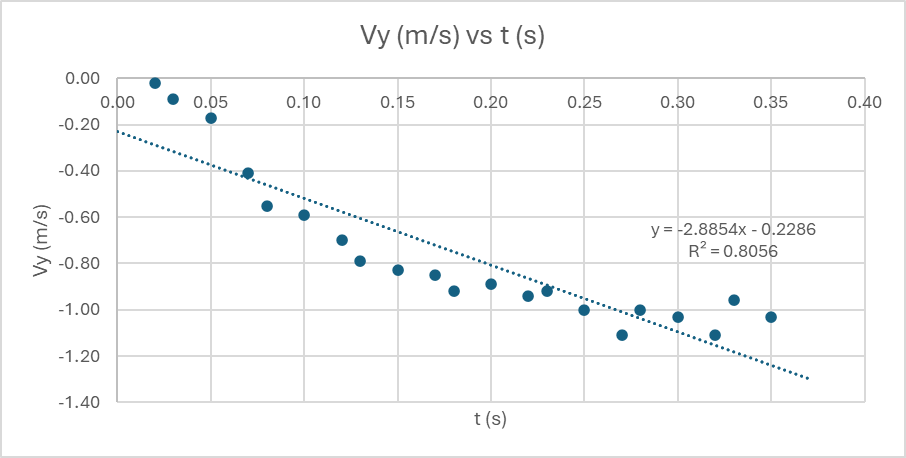 Vy (m/s) vs t (s)
0.00
0.00 0.05 0.10 0.15 0.20 0.25 0.30 0.35 0.40
-0.20
-0.40
-0.60
-0.80
-1.00
-1.20
-1.40
Vy (m/s)
y = -2.8854x - 0.2286
R² = 0.8056
t (s)